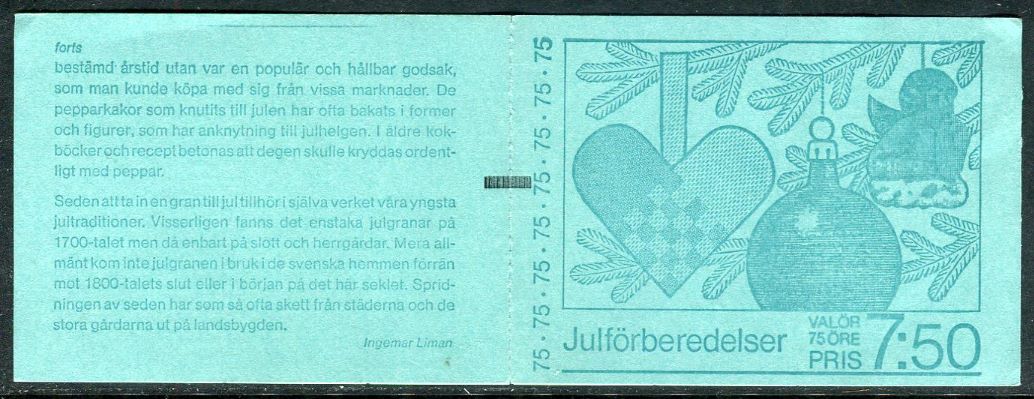 forts
bestämd årstid utan var en populär och hållbar godsak,
som man kunde köpa med sig från vissa marknader. De
pepparkakor som knutits till julen har ofta bakats i former
och figurer, som har anknytning till julhelgen. I äldre kok-
böcker och recept betonas att degen skulle kryddas ordent-
ligt med peppar.
Seden att ta in en gran till jul tillhör i själva verket våra yngsta
jultraditioner. Visserligen fanns det enstaka julgranar på
1700-talet men då enbart på slott och herrgårdar. Mera all-
mänt kom inte julgranen i bruk i de svenska hemmen förrän
mot 1800-talets slut eller i början på det här seklet. Sprid-
ningen av seden har som så ofta skett från städerna och de
stora gårdarna ut på landsbygden.
Ingemar Liman
75 · 75 · 75 · 75 · 75 · 75 · 75 · 75
Julförberedelser
VALÖR
75 ÖRE
PRIS 7:50